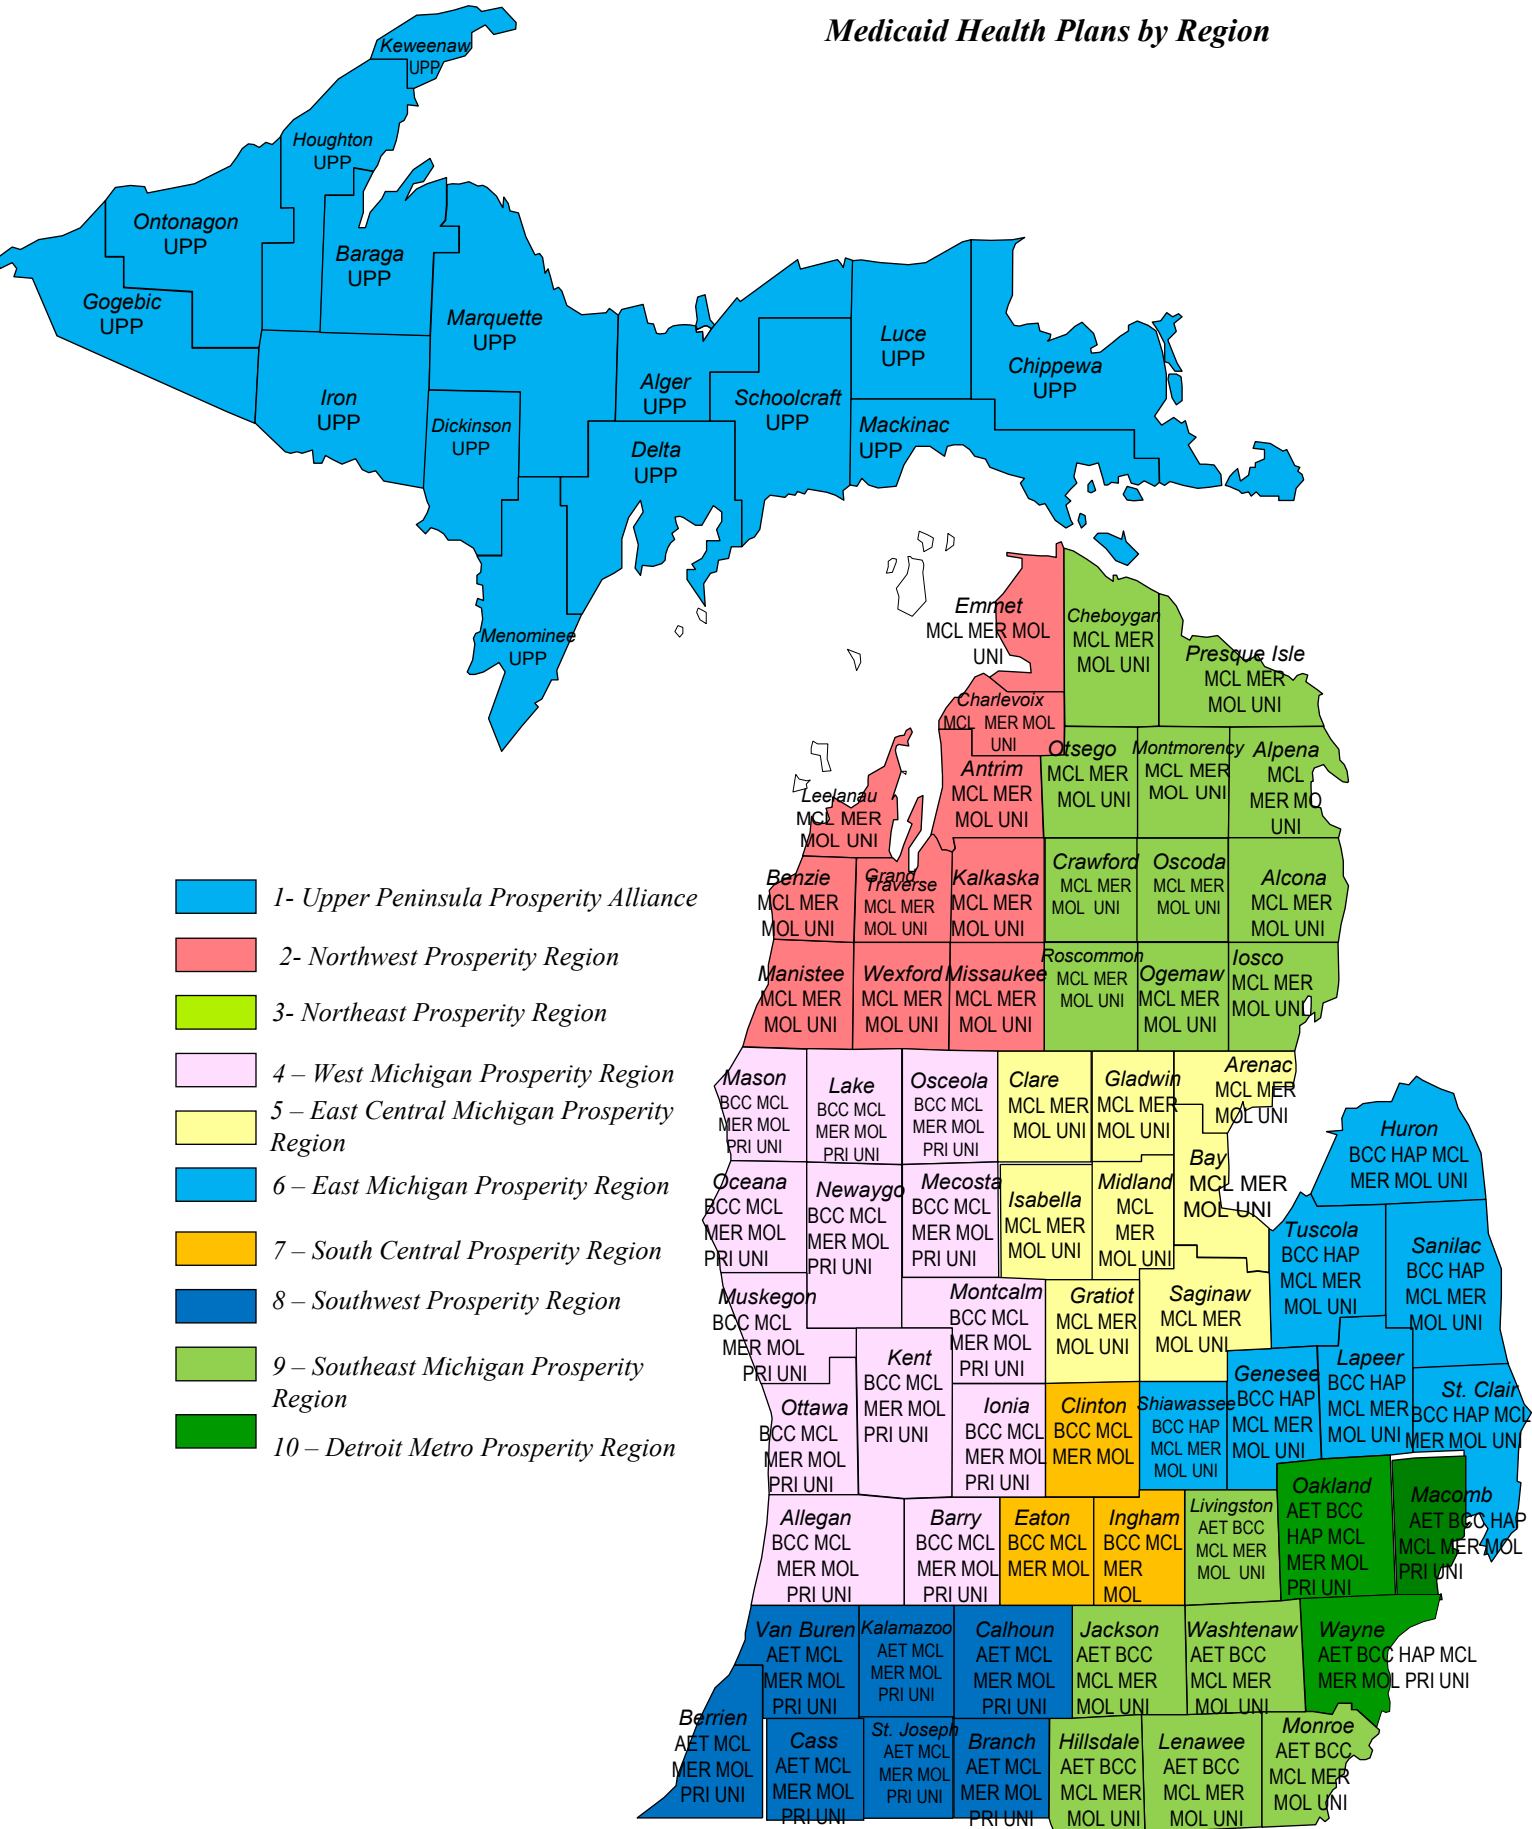 Medicaid Health Plans by Region
Keweenaw
UPP
Houghton
UPP
Ontonagon
UPP
Baraga
UPP
Gogebic
UPP
Marquette
UPP
Iron
UPP
Dickinson
UPP
Alger
UPP
Delta
UPP
Schoolcraft
UPP
Luce
UPP
Mackinac
UPP
Chippewa
UPP
Menominee
UPP
Emmet
MCL MER MOL
UNI
Cheboygan
MCL MER
MOL UNI
Presque Isle
MCL MER
MOL UNI
Charlevoix
MCL MER MOL
UNI
Antrim
MCL MER
MOL UNI
Otsego
MCL MER
MOL UNI
Montmorency
MCL MER
MOL UNI
Alpena
MCL
MER MO
UNI
Leelanau
MCL MER
MOL UNI
Benzie
MCL MER
MOL UNI
Grand
Traverse
MCL MER
MOL UNI
Kalkaska
MCL MER
MOL UNI
Crawford
MCL MER
MOL UNI
Oscoda
MCL MER
MOL UNI
Alcona
MCL MER
MOL UNI
Manistee
MCL MER
MOL UNI
Wexford
MCL MER
MOL UNI
Missaukee
MCL MER
MOL UNI
Roscommon
MCL MER
MOL UNI
Ogemaw
MCL MER
MOL UNI
Iosco
MCL MER
MOL UNI
1- Upper Peninsula Prosperity Alliance
2- Northwest Prosperity Region
3- Northeast Prosperity Region
4 – West Michigan Prosperity Region
5 – East Central Michigan Prosperity
Region
6 – East Michigan Prosperity Region
7 – South Central Prosperity Region
8 – Southwest Prosperity Region
9 – Southeast Michigan Prosperity
Region
10 – Detroit Metro Prosperity Region
Mason
BCC MCL
MER MOL
PRI UNI
Lake
BCC MCL
MER MOL
PRI UNI
Osceola
BCC MCL
MER MOL
PRI UNI
Clare
MCL MER
MOL UNI
Gladwin
MCL MER
MOL UNI
Arenac
MCL MER
MOL UNI
Huron
BCC HAP MCL
MER MOL UNI
Oceana
BCC MCL
MER MOL
PRI UNI
Newaygo
BCC MCL
MER MOL
PRI UNI
Mecosta
BCC MCL
MER MOL
PRI UNI
Isabella
MCL MER
MOL UNI
Midland
MCL
MER
MOL UNI
Bay
MCL MER
MOL UNI
Tuscola
BCC HAP
MCL MER
MOL UNI
Sanilac
BCC HAP
MCL MER
MOL UNI
Muskegon
BCC MCL
MER MOL
PRI UNI
Montcalm
BCC MCL
MER MOL
PRI UNI
Gratiot
MCL MER
MOL UNI
Saginaw
MCL MER
MOL UNI
Kent
BCC MCL
MER MOL
PRI UNI
Genesee
BCC HAP
MCL MER
MOL UNI
Lapeer
BCC HAP
MCL MER
MOL UNI
St. Clair
BCC HAP MCL
MER MOL UNI
Ottawa
BCC MCL
MER MOL
PRI UNI
Ionia
BCC MCL
MER MOL
PRI UNI
Clinton
BCC MCL
MER MOL
Shiawassee
BCC HAP
MCL MER
MOL UNI
Allegan
BCC MCL
MER MOL
PRI UNI
Barry
BCC MCL
MER MOL
PRI UNI
Eaton
BCC MCL
MER MOL
Ingham
BCC MCL
MER
MOL
Livingston
AET BCC
MCL MER
MOL UNI
Oakland
AET BCC
HAP MCL
MER MOL
PRI UNI
Macomb
AET BCC HAP
MCL MER MOL
PRI UNI
Van Buren
AET MCL
MER MOL
PRI UNI
Kalamazoo
AET MCL
MER MOL
PRI UNI
Calhoun
AET MCL
MER MOL
PRI UNI
Jackson
AET BCC
MCL MER
MOL UNI
Washtenaw
AET BCC
MCL MER
MOL UNI
Wayne
AET BCC HAP MCL
MER MOL PRI UNI
Berrien
AET MCL
MER MOL
PRI UNI
Cass
AET MCL
MER MOL
PRI UNI
St. Joseph
AET MCL
MER MOL
PRI UNI
Branch
AET MCL
MER MOL
PRI UNI
Hillsdale
AET BCC
MCL MER
MOL UNI
Lenawee
AET BCC
MCL MER
MOL UNI
Monroe
AET BCC
MCL MER
MOL UNI